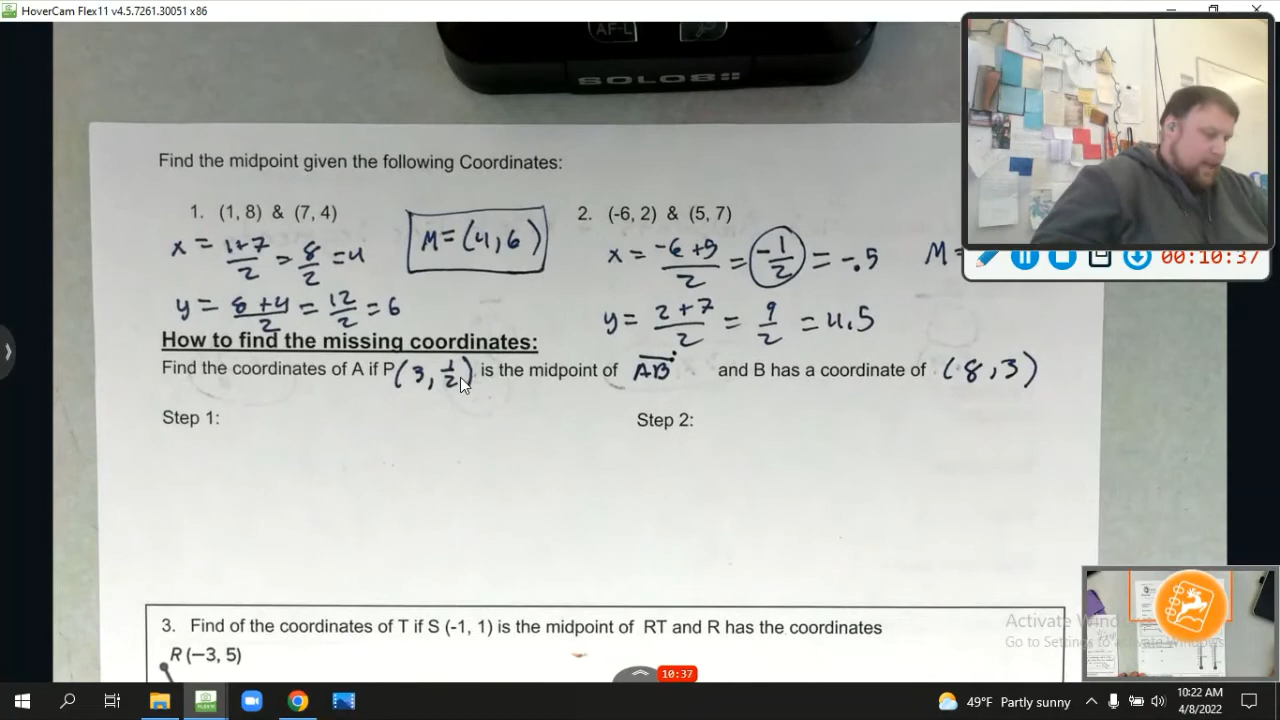 HoverCam Flex11 v4.5.7261.30051 x86
AF-L
SOLO8
Find the midpoint given the following Coordinates:
1. (1, 8) & (7, 4)
M=(4,6)
2. (-6, 2) & (5, 7)
x = 1+7/2 = 8/2 = 4
x = -6+5/2 = -1/2 = -.5
M=
00:10:37
y = 8+4/2 = 12/2 = 6
y = 2+7/2 = 9/2 = 4.5
How to find the missing coordinates:
Find the coordinates of A if P(3, 1/2) is the midpoint of AB and B has a coordinate of (8,3)
Step 1:
Step 2:
3. Find of the coordinates of T if S (-1, 1) is the midpoint of RT and R has the coordinates
R (−3, 5)
Activate
Go to Settings to activate Windows.
10:37
49°F Partly sunny
10:22 AM
4/8/2022